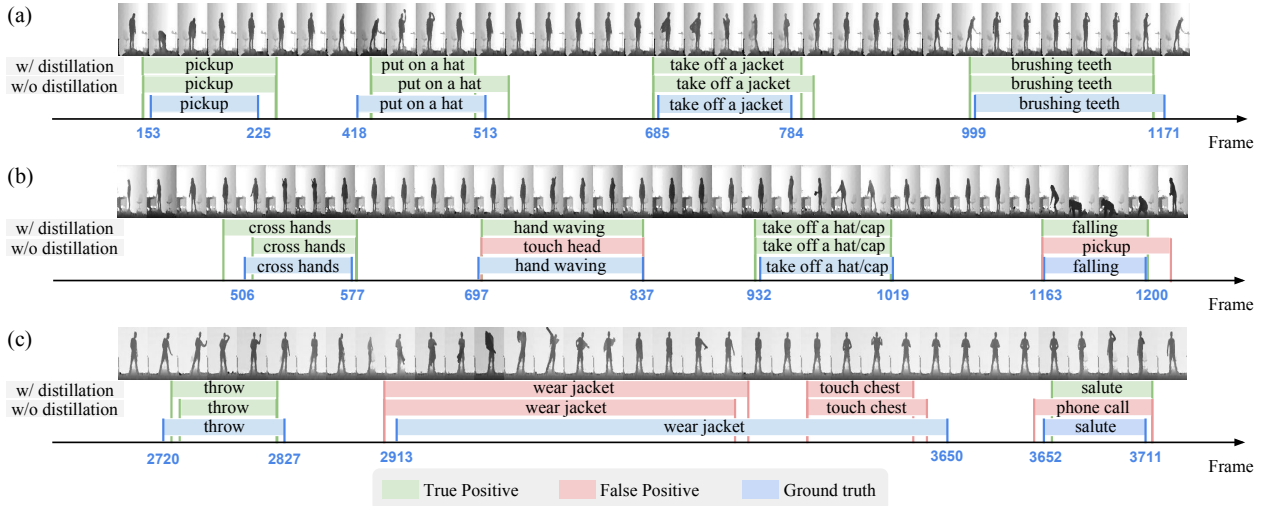 (a)
w/ distillation pickup put on a hat take off a jacket brushing teeth
w/o distillation pickup put on a hat take off a jacket brushing teeth
pickup put on a hat take off a jacket brushing teeth
153 225 418 513 685 784 999 1171
Frame
(b)
w/ distillation cross hands hand waving take off a hat/cap falling
w/o distillation cross hands touch head take off a hat/cap pickup
cross hands hand waving take off a hat/cap falling
506 577 697 837 932 1019 1163 1200
Frame
(c)
w/ distillation throw wear jacket touch chest salute
w/o distillation throw wear jacket touch chest phone call
throw wear jacket salute
2720 2827 2913 3650 3652 3711
Frame
True Positive False Positive Ground truth